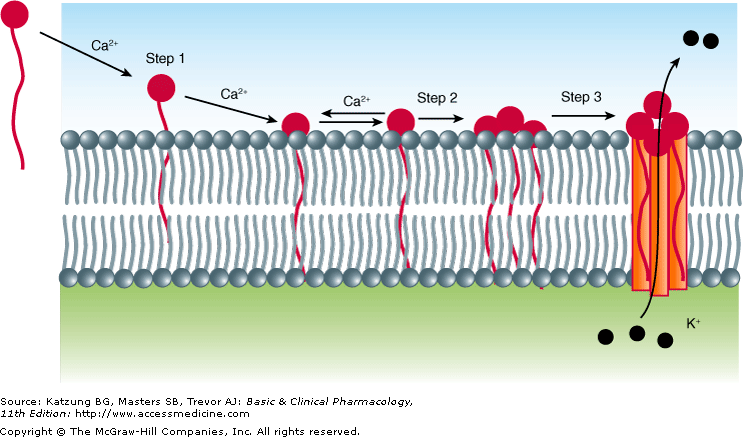 Ca²⁺
Step 1
Ca²⁺
Ca²⁺
Step 2
Step 3
K⁺
Source: Katzung BG, Masters SB, Trevor AJ: Basic & Clinical Pharmacology,
11th Edition: http://www.accessmedicine.com
Copyright © The McGraw-Hill Companies, Inc. All rights reserved.